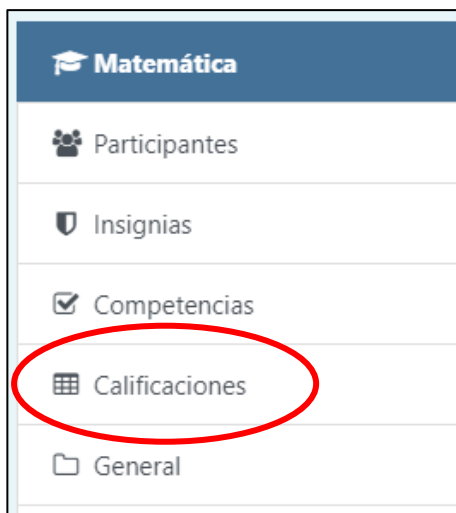 Matemática
Participantes
Insignias
Competencias
Calificaciones
General